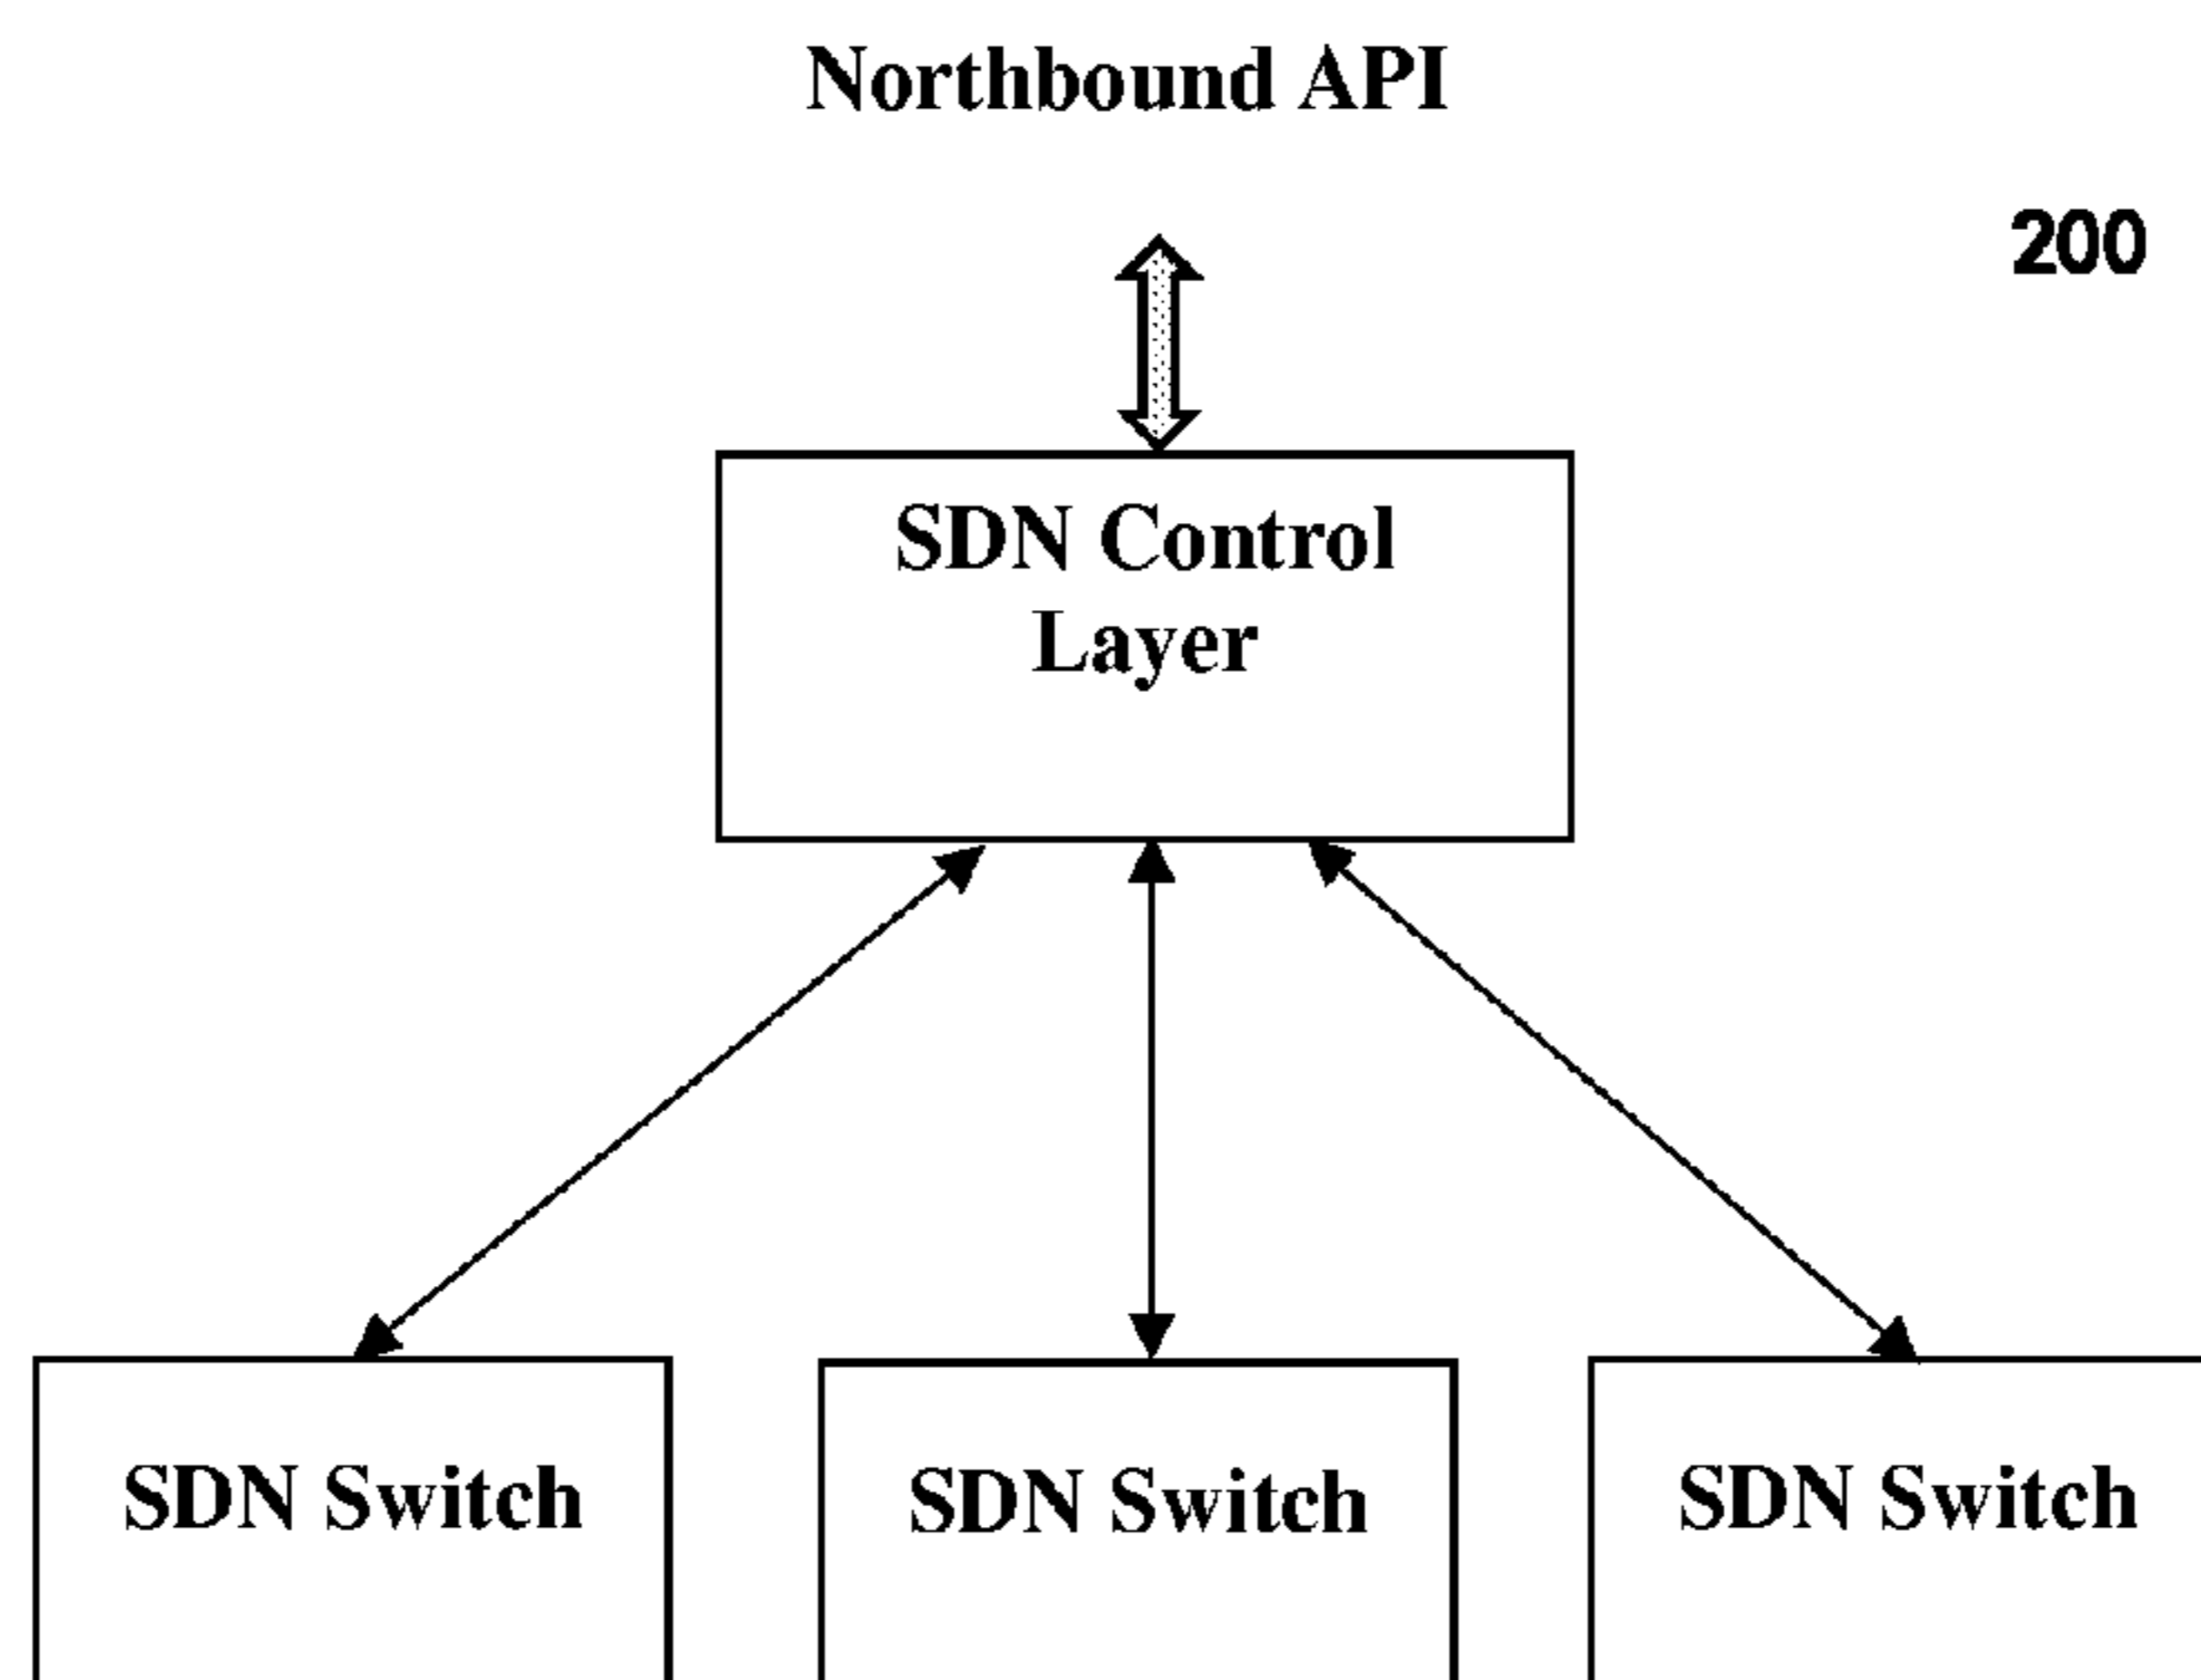 Northbound API
200
SDN Control
Layer
SDN Switch
SDN Switch
SDN Switch